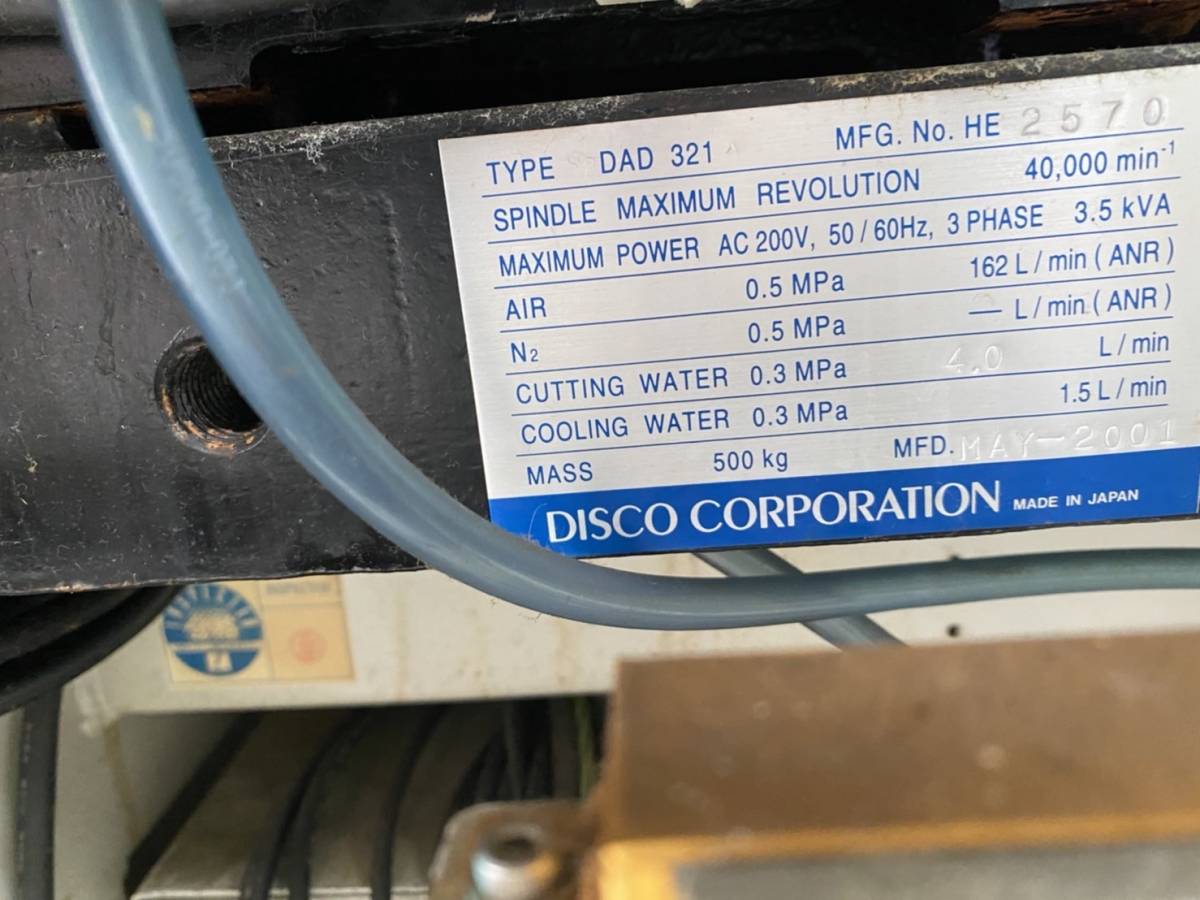 TYPE DAD 321 MFG. No. HE 2570
SPINDLE MAXIMUM REVOLUTION 40,000 min⁻¹
MAXIMUM POWER AC 200V, 50 / 60Hz, 3 PHASE 3.5 kVA
AIR 0.5 MPa 162 L / min ( ANR )
N₂ 0.5 MPa — L / min ( ANR )
CUTTING WATER 0.3 MPa 4.0 L / min
COOLING WATER 0.3 MPa 1.5 L / min
MASS 500 kg MFD. MAY-2001
DISCO CORPORATION MADE IN JAPAN